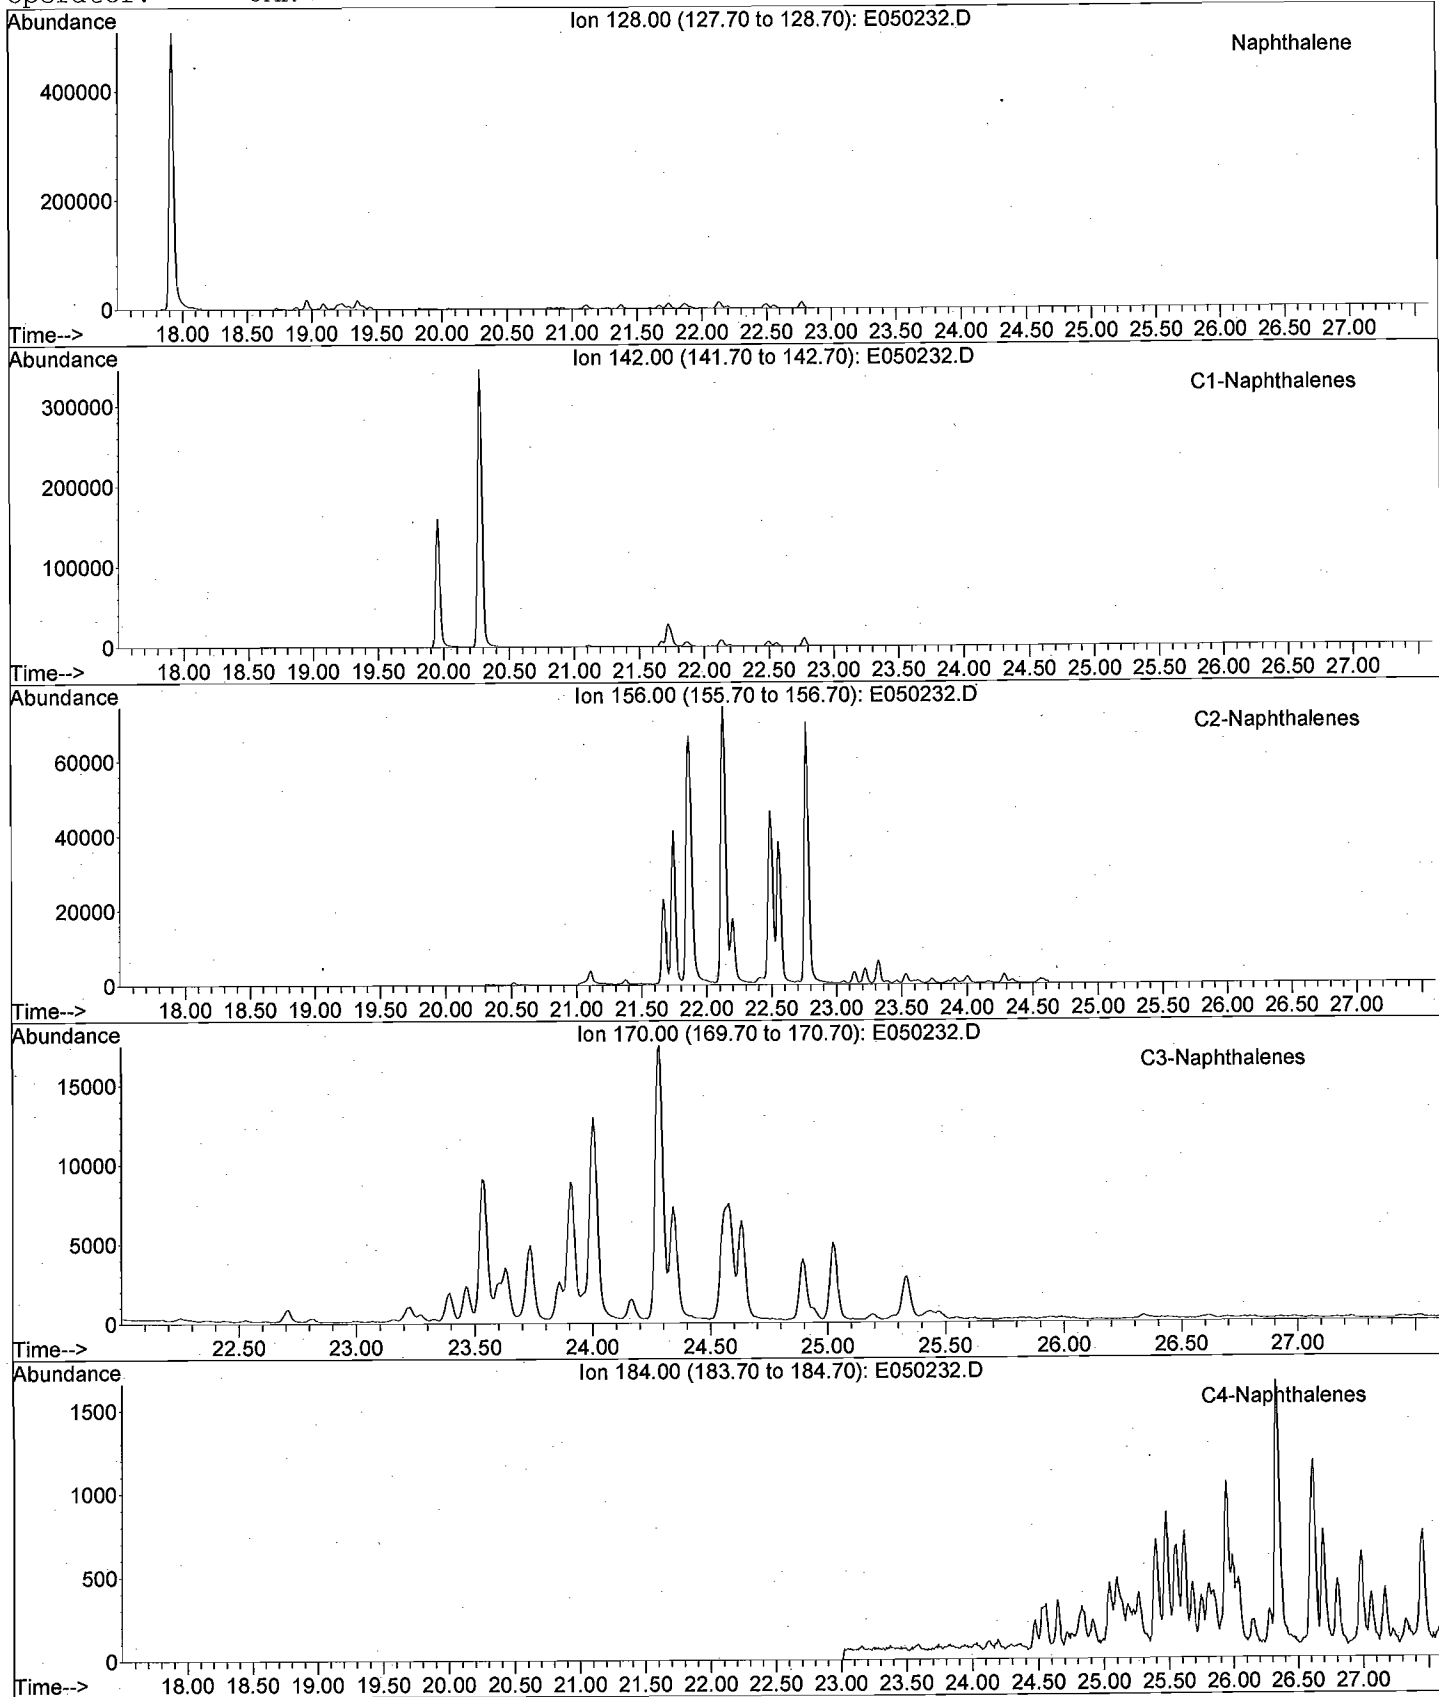 Abundance
Ion 128.00 (127.70 to 128.70): E050232.D
Naphthalene
400000
200000
0
Time--> 18.00 18.50 19.00 19.50 20.00 20.50 21.00 21.50 22.00 22.50 23.00 23.50 24.00 24.50 25.00 25.50 26.00 26.50 27.00
Abundance
Ion 142.00 (141.70 to 142.70): E050232.D
C1-Naphthalenes
300000
200000
100000
0
Time--> 18.00 18.50 19.00 19.50 20.00 20.50 21.00 21.50 22.00 22.50 23.00 23.50 24.00 24.50 25.00 25.50 26.00 26.50 27.00
Abundance
Ion 156.00 (155.70 to 156.70): E050232.D
C2-Naphthalenes
60000
40000
20000
0
Time--> 18.00 18.50 19.00 19.50 20.00 20.50 21.00 21.50 22.00 22.50 23.00 23.50 24.00 24.50 25.00 25.50 26.00 26.50 27.00
Abundance
Ion 170.00 (169.70 to 170.70): E050232.D
C3-Naphthalenes
15000
10000
5000
0
Time--> 22.50 23.00 23.50 24.00 24.50 25.00 25.50 26.00 26.50 27.00
Abundance
Ion 184.00 (183.70 to 184.70): E050232.D
C4-Naphthalenes
1500
1000
500
0
Time--> 18.00 18.50 19.00 19.50 20.00 20.50 21.00 21.50 22.00 22.50 23.00 23.50 24.00 24.50 25.00 25.50 26.00 26.50 27.00